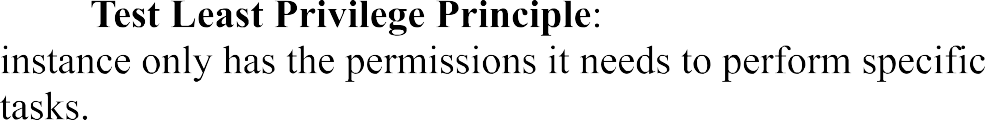 Test Least Privilege Principle:
instance only has the permissions it needs to perform specific
tasks.